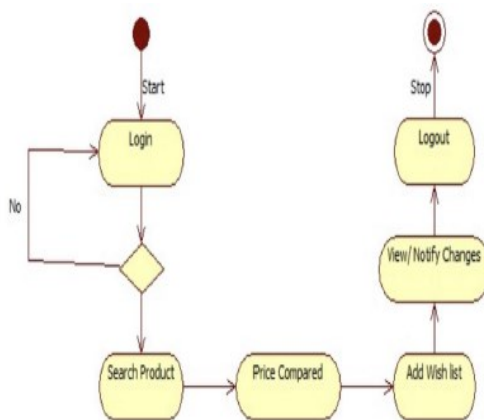 Start
Login
No
Search Product
Price Compared
Add Wish list
View/ Notify Changes
Logout
Stop